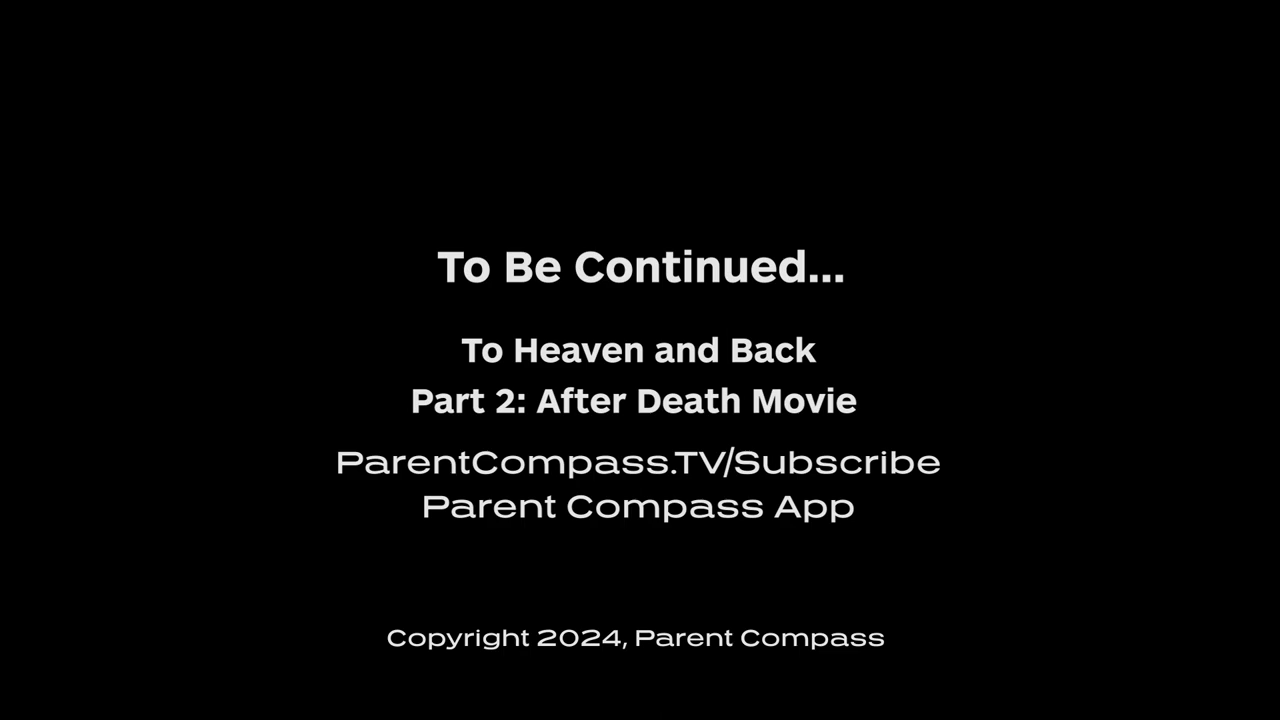 To Be Continued...
To Heaven and Back
Part 2: After Death Movie
ParentCompass.TV/Subscribe
Parent Compass App
Copyright 2024, Parent Compass